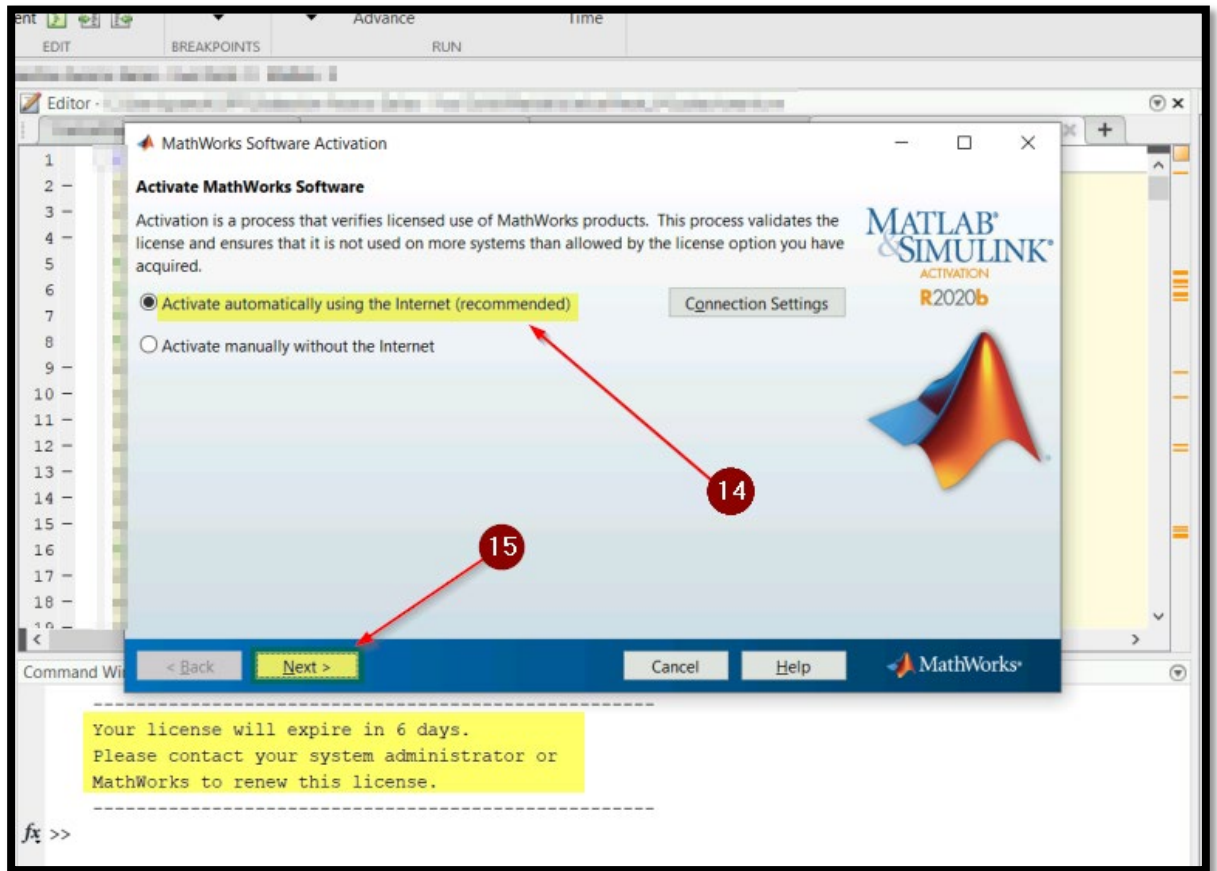 ent
Advance
Time
EDIT
BREAKPOINTS
RUN
Editor -
MathWorks Software Activation
Activate MathWorks Software
Activation is a process that verifies licensed use of MathWorks products. This process validates the
license and ensures that it is not used on more systems than allowed by the license option you have
acquired.
Activate automatically using the Internet (recommended)
Connection Settings
Activate manually without the Internet
MATLAB®
&SIMULINK®
ACTIVATION
R2020b
14
15
1
2 –
3 –
4 –
5
6
7
8
9 –
10 –
11 –
12 –
13 –
14 –
15 –
16
17 –
18 –
19 –
< Back
Next >
Cancel
Help
MathWorks®
Command Wi
-----------------------------------------------------
Your license will expire in 6 days.
Please contact your system administrator or
MathWorks to renew this license.
-----------------------------------------------------
fx >>